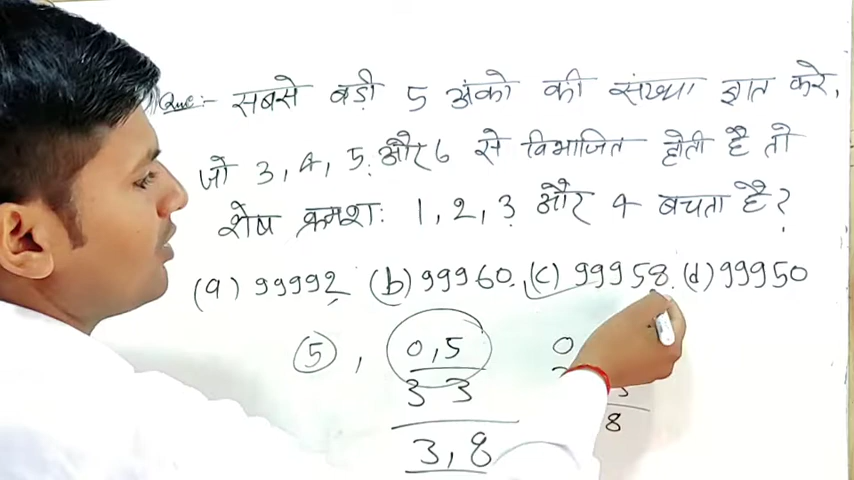 Que:- सबसे बड़ी 5 अंको की संख्या ज्ञात करे,
जो 3, 4, 5, और 6 से विभाजित होती है तो
शेष क्रमशः 1, 2, 3 और 4 बचता है?
(a) 99992 (b) 99960, (c) 99958, (d) 99950
5 , 0,5 0
3 3
3,8 8